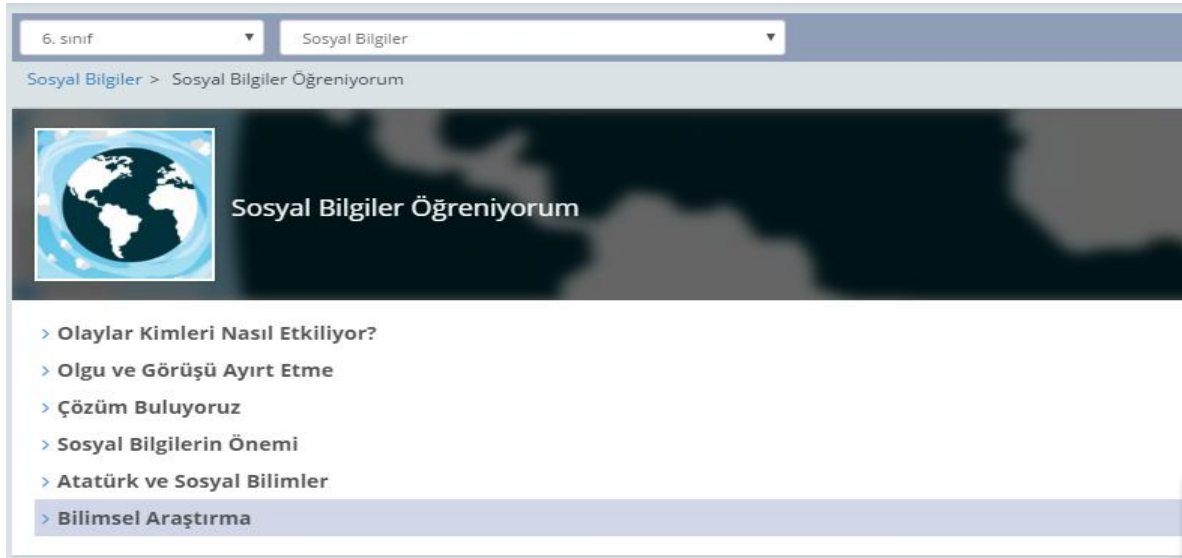 6. sınıf
Sosyal Bilgiler
Sosyal Bilgiler > Sosyal Bilgiler Öğreniyorum
Sosyal Bilgiler Öğreniyorum
> Olaylar Kimleri Nasıl Etkiliyor?
> Olgu ve Görüşü Ayırt Etme
> Çözüm Buluyoruz
> Sosyal Bilgilerin Önemi
> Atatürk ve Sosyal Bilimler
> Bilimsel Araştırma